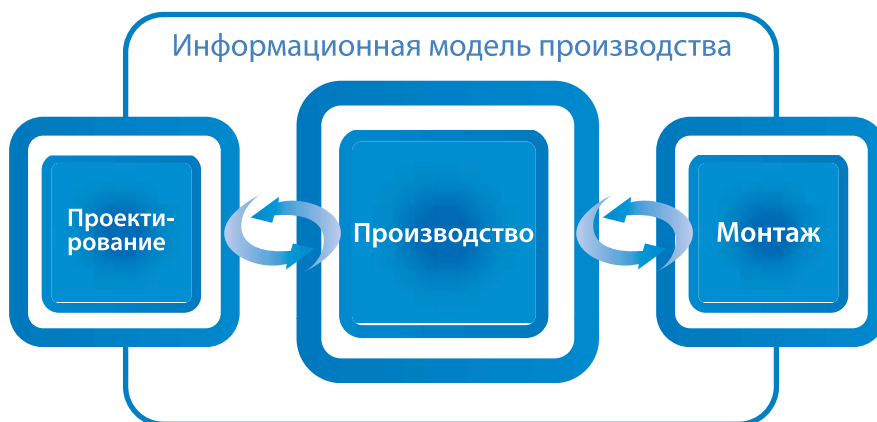 Информационная модель производства
Проекти-
рование
Производство
Монтаж